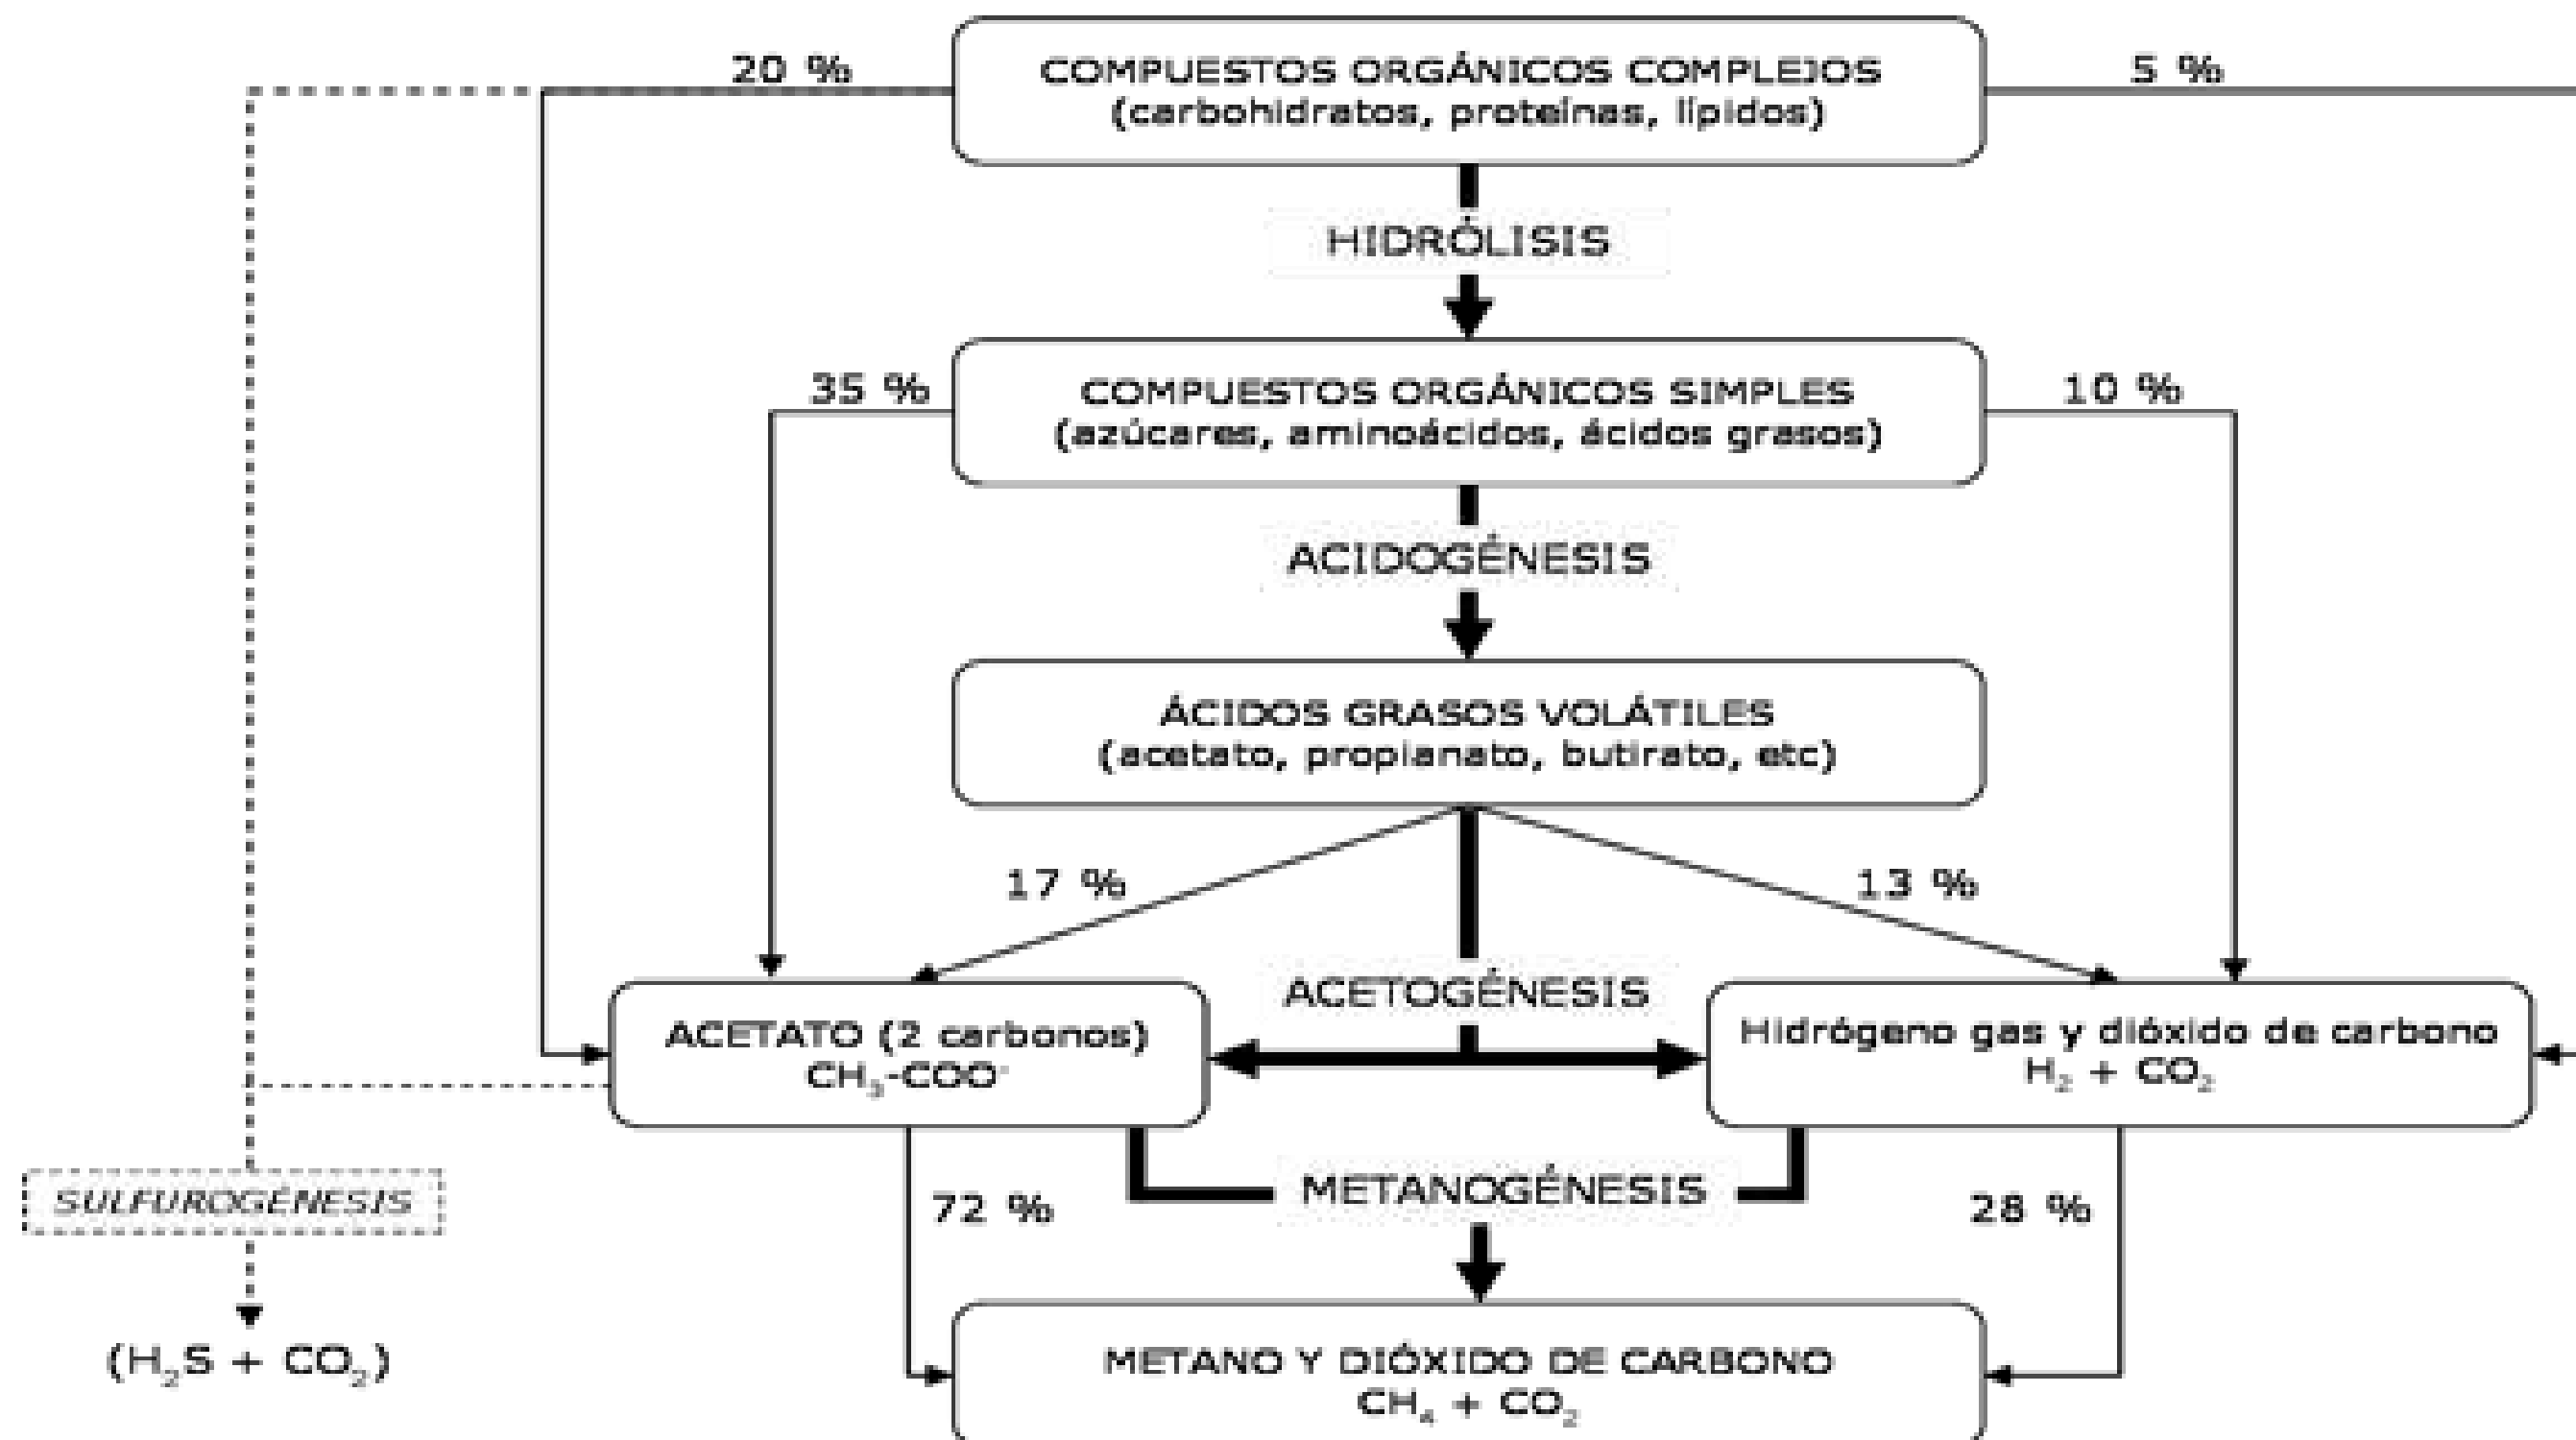 20 %
COMPUESTOS ORGÁNICOS COMPLEJOS
(carbohidratos, proteínas, lípidos)
5 %
HIDRÓLISIS
35 %
COMPUESTOS ORGÁNICOS SIMPLES
(azúcares, aminoácidos, ácidos grasos)
10 %
ACIDOGÉNESIS
ÁCIDOS GRASOS VOLÁTILES
(acetato, propianato, butirato, etc)
17 %
13 %
ACETOGÉNESIS
ACETATO (2 carbonos)
CH₃-COO⁻
Hidrógeno gas y dióxido de carbono
H₂ + CO₂
SULFUROGÉNESIS
72 %
METANOGÉNESIS
28 %
(H₂S + CO₂)
METANO Y DIÓXIDO DE CARBONO
CH₄ + CO₂